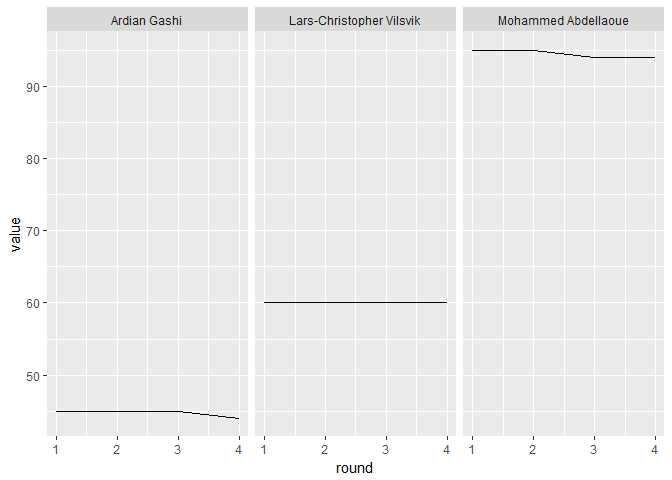 Ardian Gashi Lars-Christopher Vilsvik Mohammed Abdellaoue
90
80
70
60
50
value
1 2 3 4 1 2 3 4 1 2 3 4
round